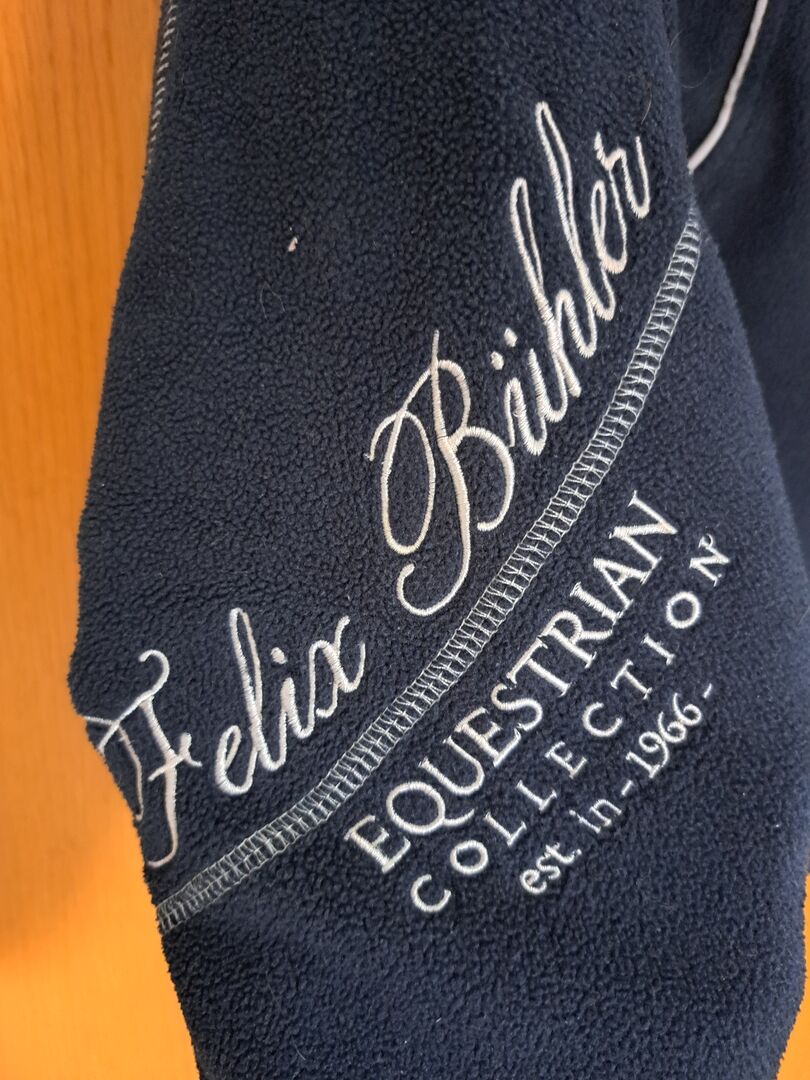 Felix Bühler
EQUESTRIAN
COLLECTION
est. in - 1966 -